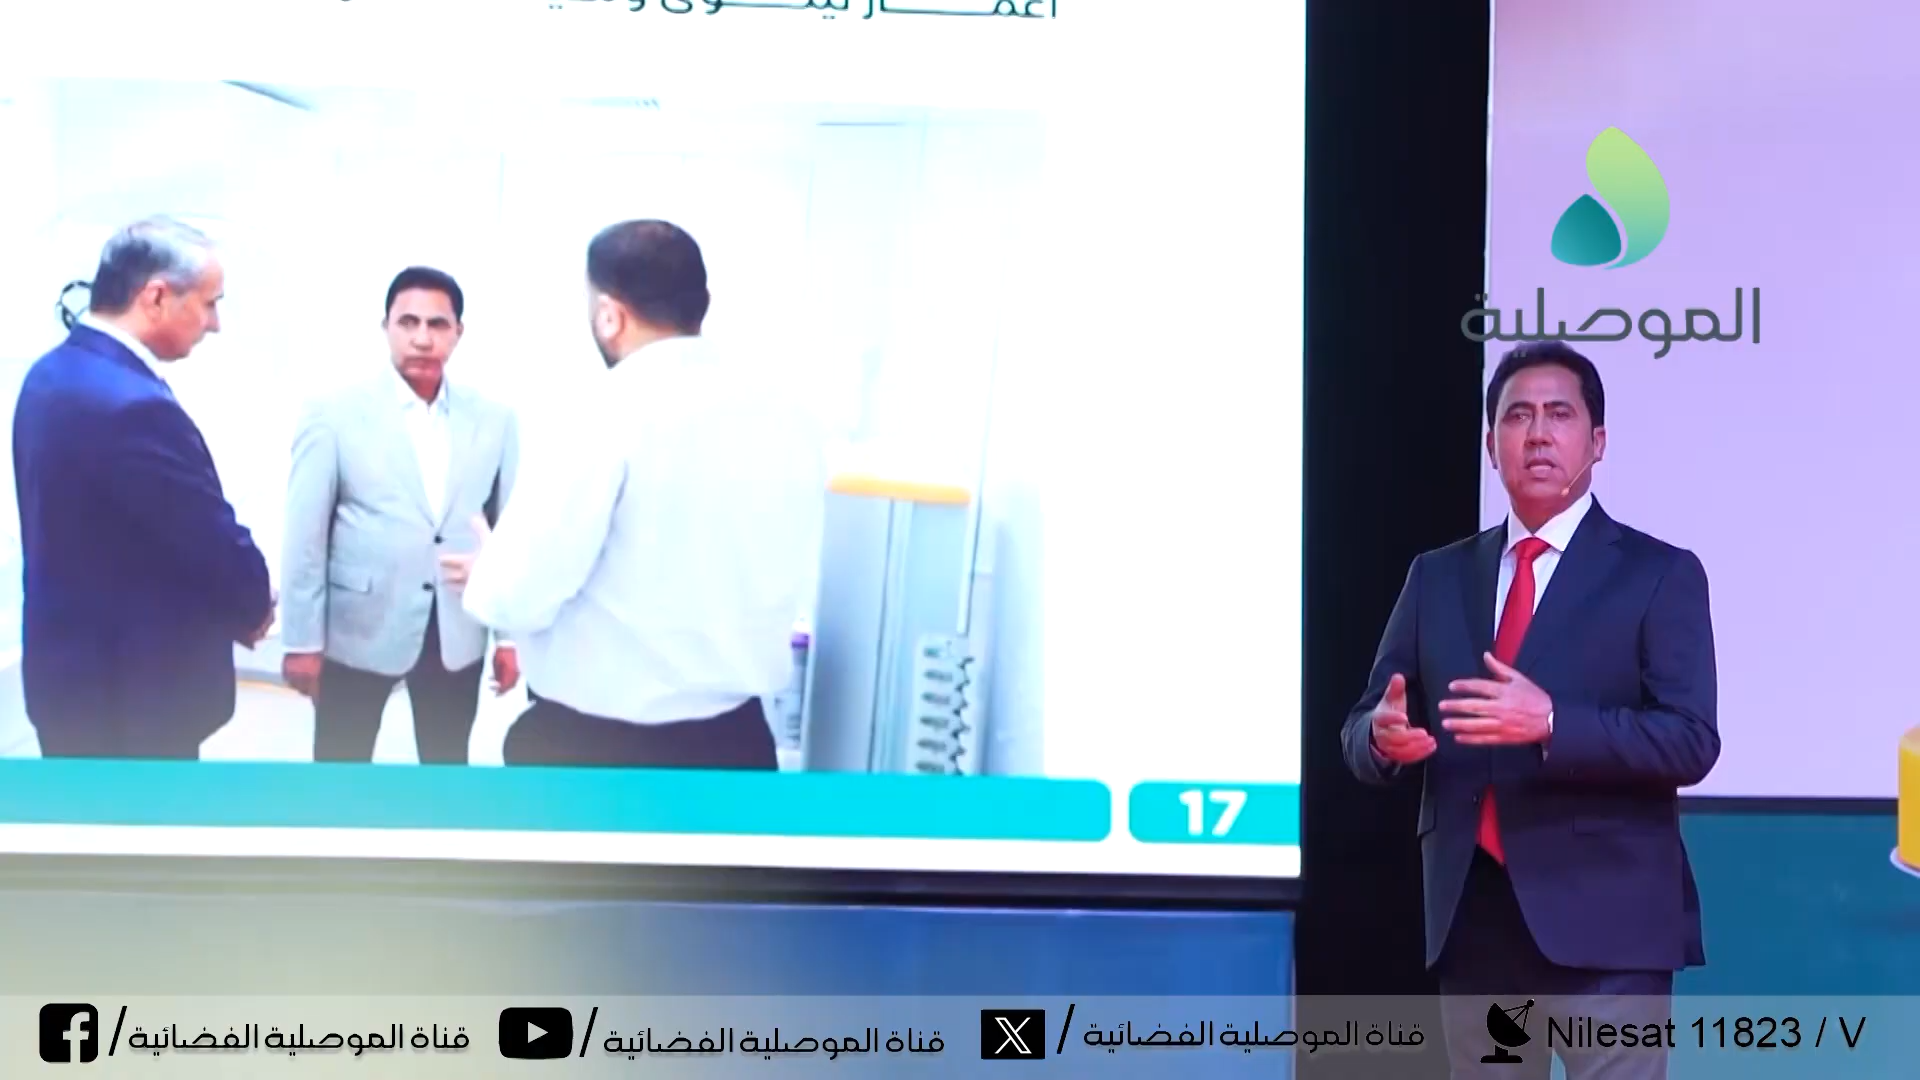 الموصلية
17
/قناة الموصلية الفضائية
/قناة الموصلية الفضائية
/قناة الموصلية الفضائية
Nilesat 11823 / V